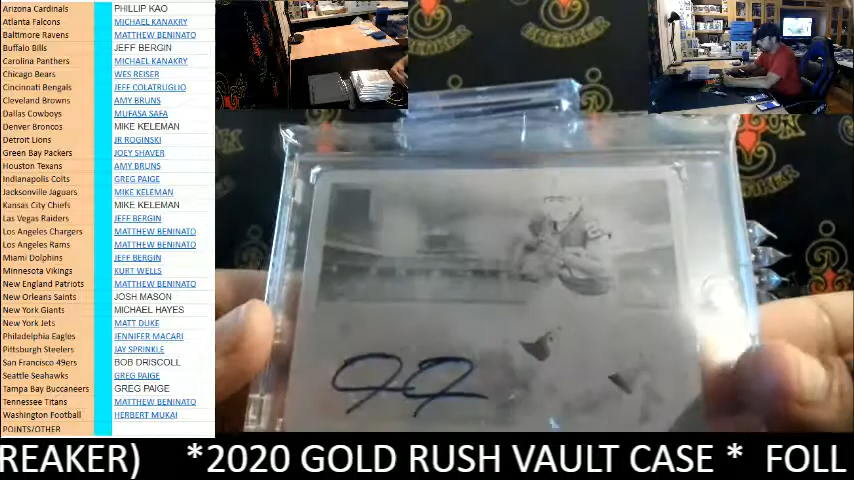 Arizona Cardinals PHILLIP KAO
Atlanta Falcons MICHAEL KANAKRY
Baltimore Ravens MATTHEW BENINATO
Buffalo Bills JEFF BERGIN
Carolina Panthers MICHAEL KANAKRY
Chicago Bears WES REISER
Cincinnati Bengals JEFF COLATRUGLIO
Cleveland Browns AMY BRUNS
Dallas Cowboys MUFASA SAFA
Denver Broncos MIKE KELEMAN
Detroit Lions JR ROGINSKI
Green Bay Packers JOEY SHAVER
Houston Texans AMY BRUNS
Indianapolis Colts GREG PAIGE
Jacksonville Jaguars MIKE KELEMAN
Kansas City Chiefs MIKE KELEMAN
Las Vegas Raiders JEFF BERGIN
Los Angeles Chargers MATTHEW BENINATO
Los Angeles Rams MATTHEW BENINATO
Miami Dolphins JEFF BERGIN
Minnesota Vikings KURT WELLS
New England Patriots MATTHEW BENINATO
New Orleans Saints JOSH MASON
New York Giants MICHAEL HAYES
New York Jets MATT DUKE
Philadelphia Eagles JENNIFER MACARI
Pittsburgh Steelers JAY SPRINKLE
San Francisco 49ers BOB DRISCOLL
Seattle Seahawks GREG PAIGE
Tampa Bay Buccaneers GREG PAIGE
Tennessee Titans MATTHEW BENINATO
Washington Football HERBERT MUKAI
POINTS/OTHER
REAKER) *2020 GOLD RUSH VAULT CASE * FOLL